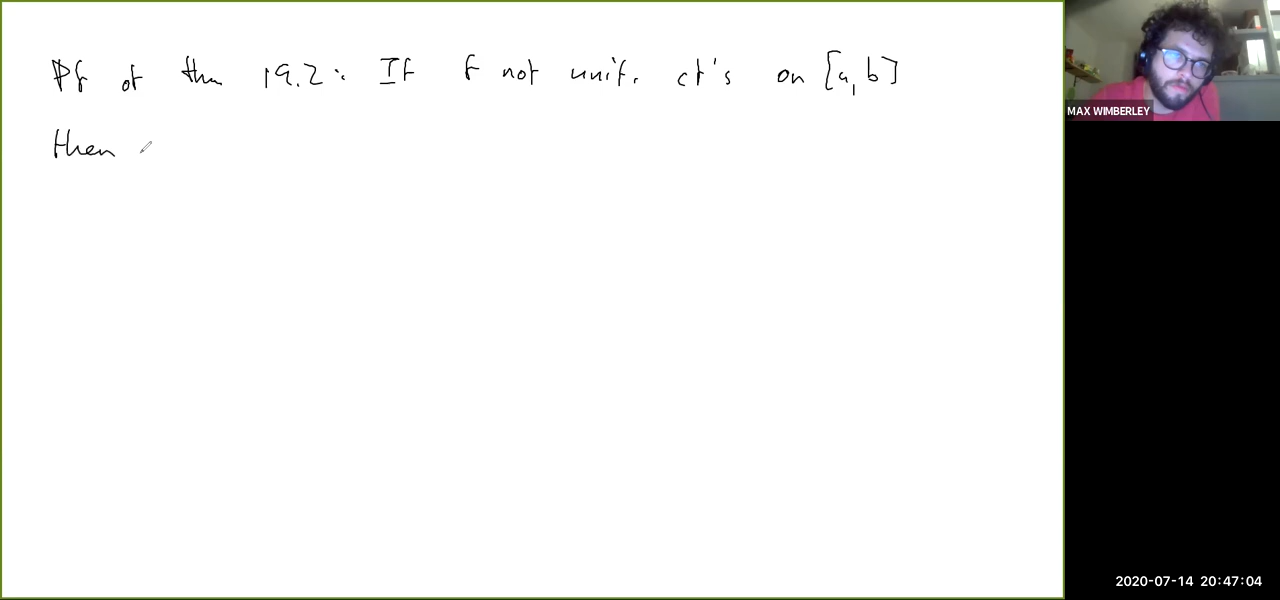 Pf of thm 19.2: If f not unif. ct's on [a,b]
then
MAX WIMBERLEY
2020-07-14 20:47:04